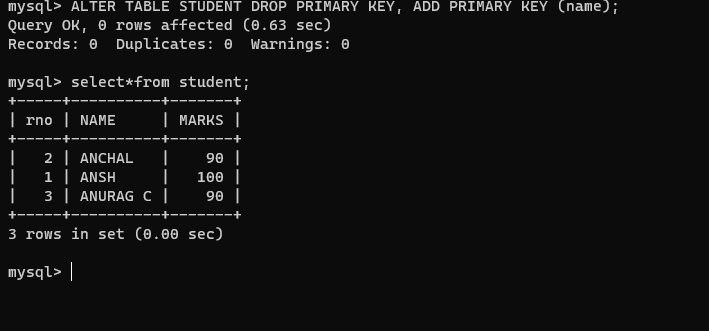 mysql> ALTER TABLE STUDENT DROP PRIMARY KEY, ADD PRIMARY KEY (name);
Query OK, 0 rows affected (0.63 sec)
Records: 0  Duplicates: 0  Warnings: 0

mysql> select*from student;
+-----+----------+-------+
| rno | NAME     | MARKS |
+-----+----------+-------+
|   2 | ANCHAL   |    90 |
|   1 | ANSH     |   100 |
|   3 | ANURAG C |    90 |
+-----+----------+-------+
3 rows in set (0.00 sec)

mysql>